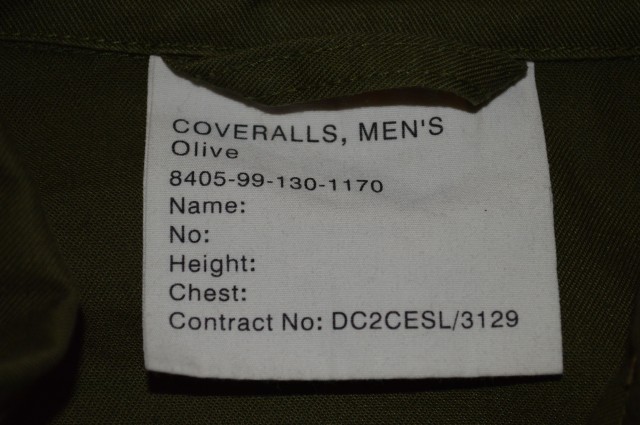 COVERALLS, MEN'S
Olive
8405-99-130-1170
Name:
No:
Height:
Chest:
Contract No: DC2CESL/3129